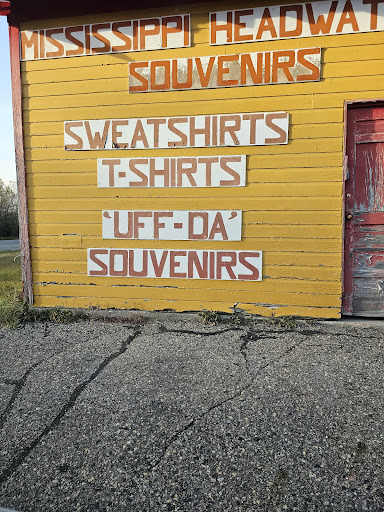 MISSISSIPPI HEADWAT
SOUVENIRS
SWEATSHIRTS
T-SHIRTS
'UFF-DA'
SOUVENIRS